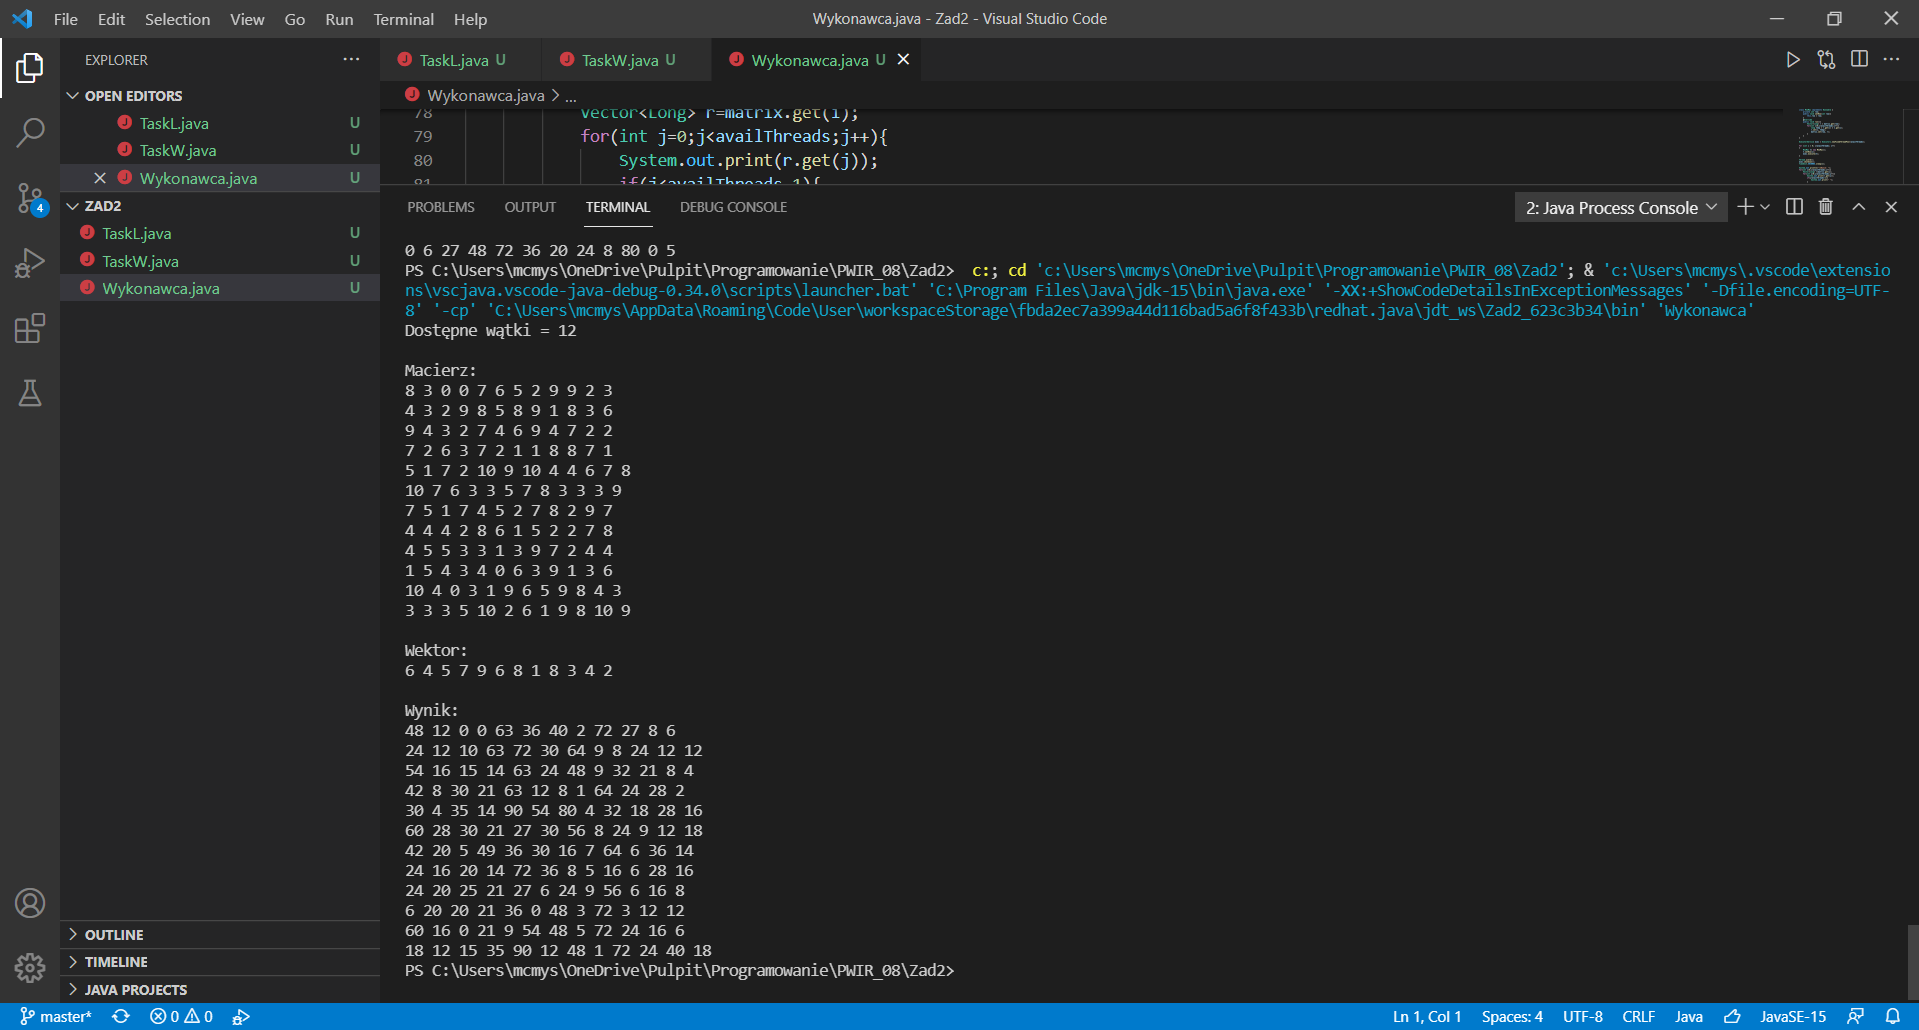 File Edit Selection View Go Run Terminal Help
Wykonawca.java - Zad2 - Visual Studio Code
EXPLORER
OPEN EDITORS
TaskL.java U
TaskW.java U
Wykonawca.java U
ZAD2
TaskL.java U
TaskW.java U
Wykonawca.java U
4
OUTLINE
TIMELINE
JAVA PROJECTS
TaskL.java U TaskW.java U Wykonawca.java U
Wykonawca.java > ...
78 Vector<Long> r=matrix.get(i);
79 for(int j=0;j<availThreads;j++){
80 System.out.print(r.get(j));
81 if(j<availThreads-1){
PROBLEMS OUTPUT TERMINAL DEBUG CONSOLE 2: Java Process Console
0 6 27 48 72 36 20 24 8 80 0 5
PS C:\Users\mcmys\OneDrive\Pulpit\Programowanie\PWIR_08\Zad2>  c:; cd 'c:\Users\mcmys\OneDrive\Pulpit\Programowanie\PWIR_08\Zad2'; & 'c:\Users\mcmys\.vscode\extensio
ns\vscjava.vscode-java-debug-0.34.0\scripts\launcher.bat' 'C:\Program Files\Java\jdk-15\bin\java.exe' '-XX:+ShowCodeDetailsInExceptionMessages' '-Dfile.encoding=UTF-
8' '-cp' 'C:\Users\mcmys\AppData\Roaming\Code\User\workspaceStorage\fbda2ec7a399a44d116bad5a6f8f433b\redhat.java\jdt_ws\Zad2_623c3b34\bin' 'Wykonawca'
Dostępne wątki = 12
Macierz:
8 3 0 0 7 6 5 2 9 9 2 3
4 3 2 9 8 5 8 9 1 8 3 6
9 4 3 2 7 4 6 9 4 7 2 2
7 2 6 3 7 2 1 1 8 8 7 1
5 1 7 2 10 9 10 4 4 6 7 8
10 7 6 3 3 5 7 8 3 3 3 9
7 5 1 7 4 5 2 7 8 2 9 7
4 4 4 2 8 6 1 5 2 2 7 8
4 5 5 3 3 1 3 9 7 2 4 4
1 5 4 3 4 0 6 3 9 1 3 6
10 4 0 3 1 9 6 5 9 8 4 3
3 3 3 5 10 2 6 1 9 8 10 9
Wektor:
6 4 5 7 9 6 8 1 8 3 4 2
Wynik:
48 12 0 0 63 36 40 2 72 27 8 6
24 12 10 63 72 30 64 9 8 24 12 12
54 16 15 14 63 24 48 9 32 21 8 4
42 8 30 21 63 12 8 1 64 24 28 2
30 4 35 14 90 54 80 4 32 18 28 16
60 28 30 21 27 30 56 8 24 9 12 18
42 20 5 49 36 30 16 7 64 6 36 14
24 16 20 14 72 36 8 5 16 6 28 16
24 20 25 21 27 6 24 9 56 6 16 8
6 20 20 21 36 0 48 3 72 3 12 12
60 16 0 21 9 54 48 5 72 24 16 6
18 12 15 35 90 12 48 1 72 24 40 18
PS C:\Users\mcmys\OneDrive\Pulpit\Programowanie\PWIR_08\Zad2>
master* 0 0 Ln 1, Col 1 Spaces: 4 UTF-8 CRLF Java JavaSE-15